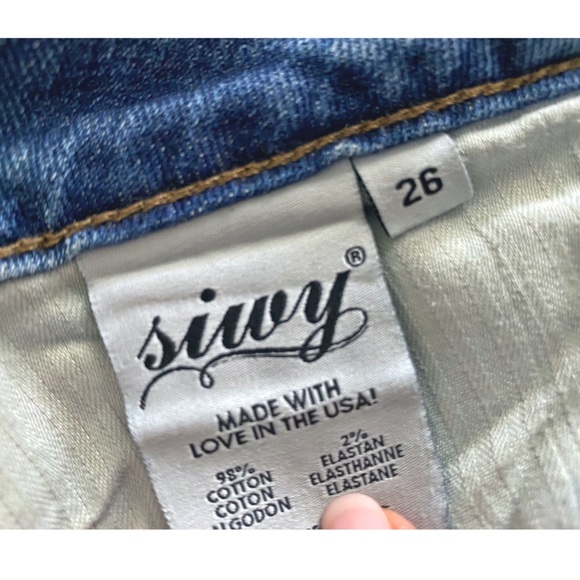 26
siwy®
MADE WITH
LOVE IN THE USA!
98%
COTTON
COTON
ALGODON
2%
ELASTAN
ELASTHANNE
ELASTANE